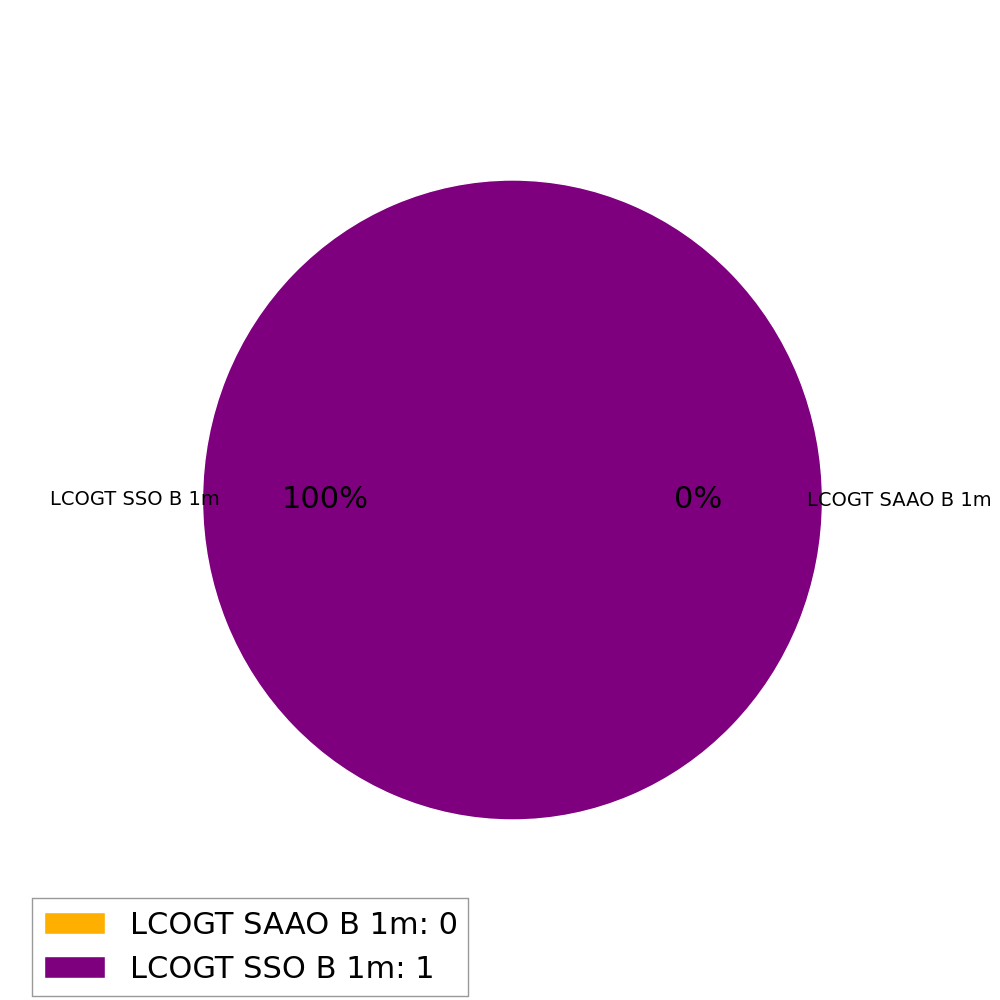 LCOGT SSO B 1m
100%
0%
LCOGT SAAO B 1m
LCOGT SAAO B 1m: 0
LCOGT SSO B 1m: 1